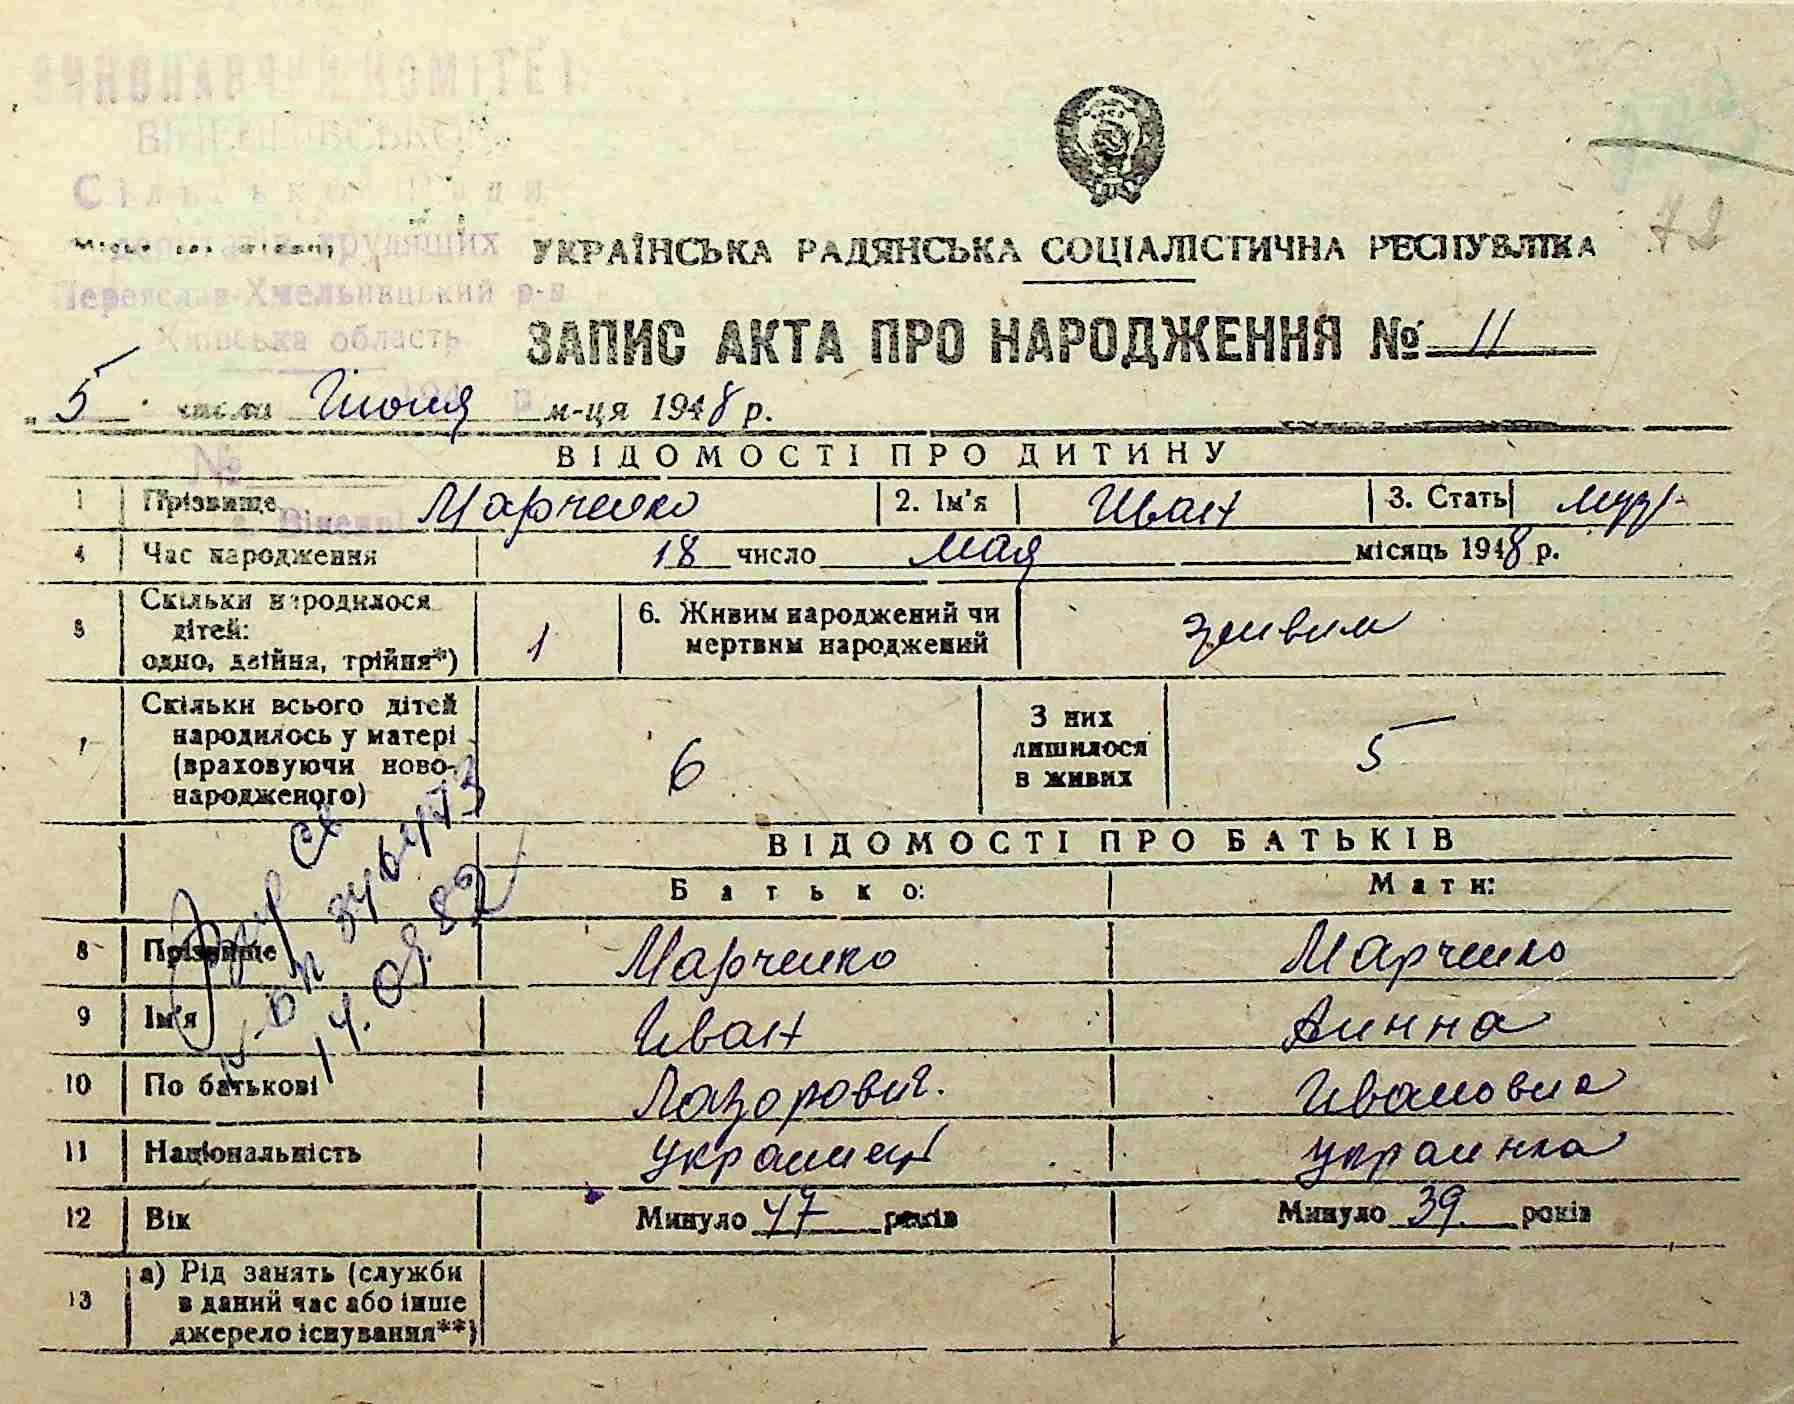 ВИКОНАВЧИЙ КОМІТЕТ
Сільської Ради
депутатів трудящих
Переяслав-Хмельницький р-н
Київська область
72
УКРАЇНСЬКА РАДЯНСЬКА СОЦІАЛІСТИЧНА РЕСПУБЛІКА
ЗАПИС АКТА ПРО НАРОДЖЕННЯ № 11
„5" числа Июня м-ця 1948 р.
№
ВІДОМОСТІ ПРО ДИТИНУ
1 Прізвище Марченко 2. Ім'я Иван 3. Стать муж
4 Час народження 18 число мая місяць 1948 р.
5 Скільки народилося
дітей:
одно, двійня, трійня*) 1 6. Живим народжений чи
мертвим народжений живим
7 Скільки всього дітей
народилось у матері
(враховуючи ново-
народженого) 6 З них
лишилося
в живих 5
ВІДОМОСТІ ПРО БАТЬКІВ
Батько: Мати:
8 Прізвище Марченко Марченко
9 Ім'я Иван Анна
10 По батькові Лазорович. Ивановна
11 Національність украинец украинка
12 Вік Минуло 47 років Минуло 39 років
13 а) Рід занять (служби
в даний час або інше
джерело існування**)
346473
14.09.82